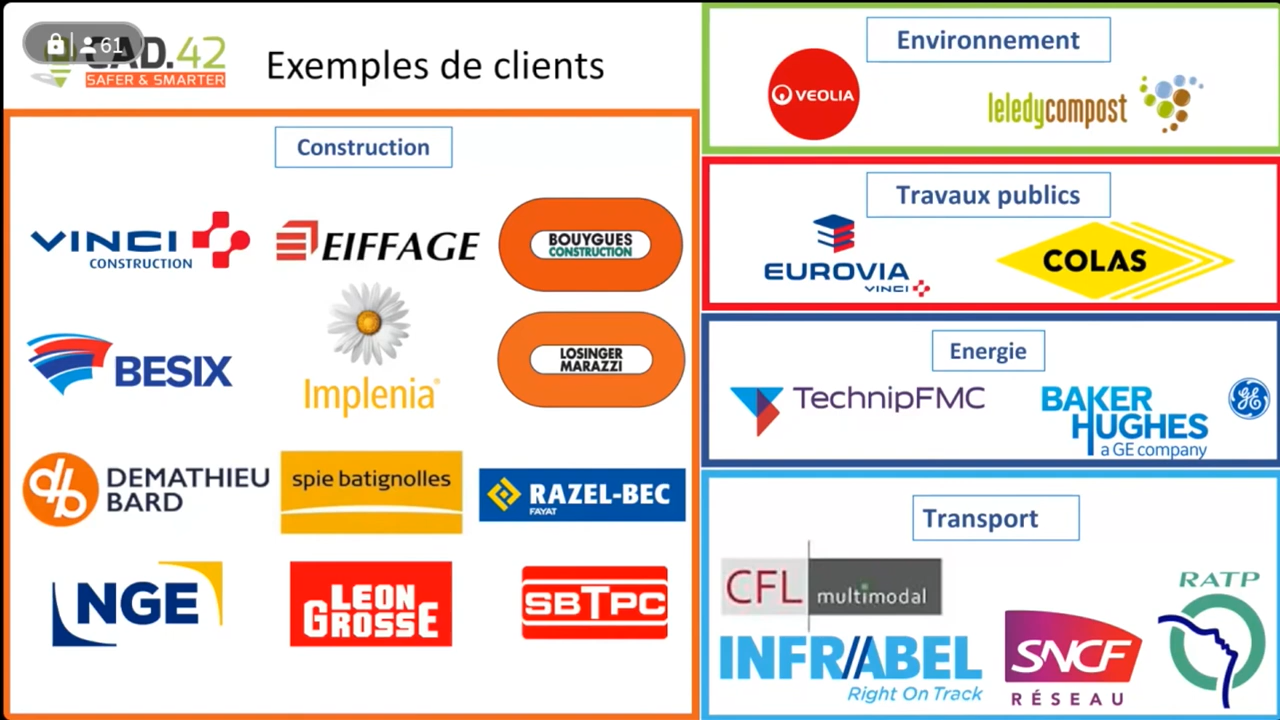 61
CAD.42
SAFER & SMARTER
Exemples de clients
Construction
VINCI
CONSTRUCTION
EIFFAGE
BOUYGUES
CONSTRUCTION
BESIX
Implenia®
LOSINGER
MARAZZI
DEMATHIEU
BARD
spie batignolles
RAZEL-BEC
FAYAT
NGE
LEON
GROSSE
SBTPC
Environnement
VEOLIA
leledycompost
Travaux publics
EUROVIA
VINCI
COLAS
Energie
TechnipFMC
BAKER
HUGHES
a GE company
GE
Transport
CFL multimodal
INFRABEL
Right On Track
SNCF
RÉSEAU
RATP